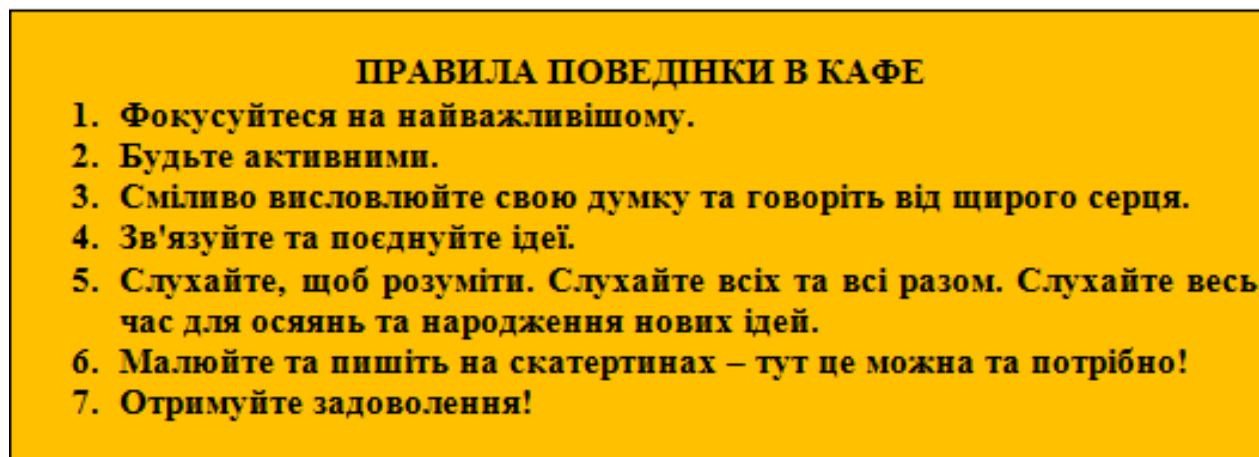 ПРАВИЛА ПОВЕДІНКИ В КАФЕ
1. Фокусуйтеся на найважливішому.
2. Будьте активними.
3. Сміливо висловлюйте свою думку та говоріть від щирого серця.
4. Зв'язуйте та поєднуйте ідеї.
5. Слухайте, щоб розуміти. Слухайте всіх та всі разом. Слухайте весь
час для осяянь та народження нових ідей.
6. Малюйте та пишіть на скатертинах – тут це можна та потрібно!
7. Отримуйте задоволення!